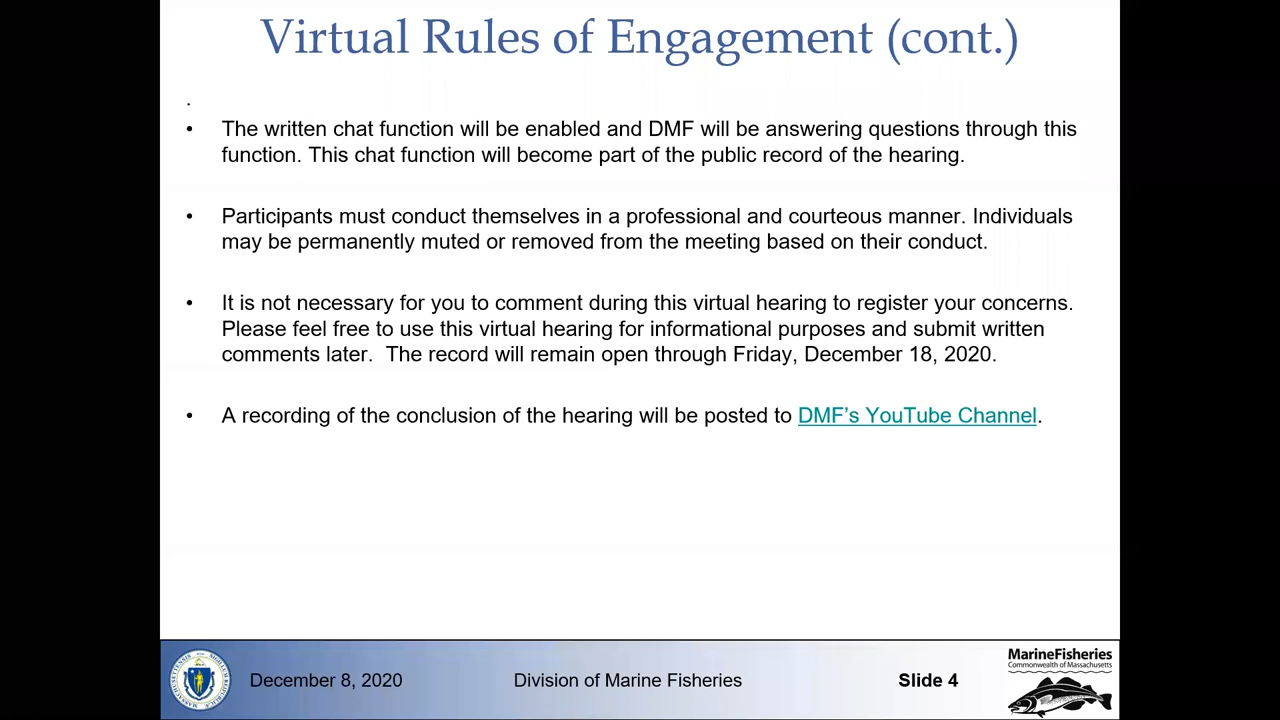 Virtual Rules of Engagement (cont.)
.
• The written chat function will be enabled and DMF will be answering questions through this
function. This chat function will become part of the public record of the hearing.
• Participants must conduct themselves in a professional and courteous manner. Individuals
may be permanently muted or removed from the meeting based on their conduct.
• It is not necessary for you to comment during this virtual hearing to register your concerns.
Please feel free to use this virtual hearing for informational purposes and submit written
comments later.  The record will remain open through Friday, December 18, 2020.
• A recording of the conclusion of the hearing will be posted to DMF’s YouTube Channel.
December 8, 2020
Division of Marine Fisheries
Slide 4
MarineFisheries
Commonwealth of Massachusetts